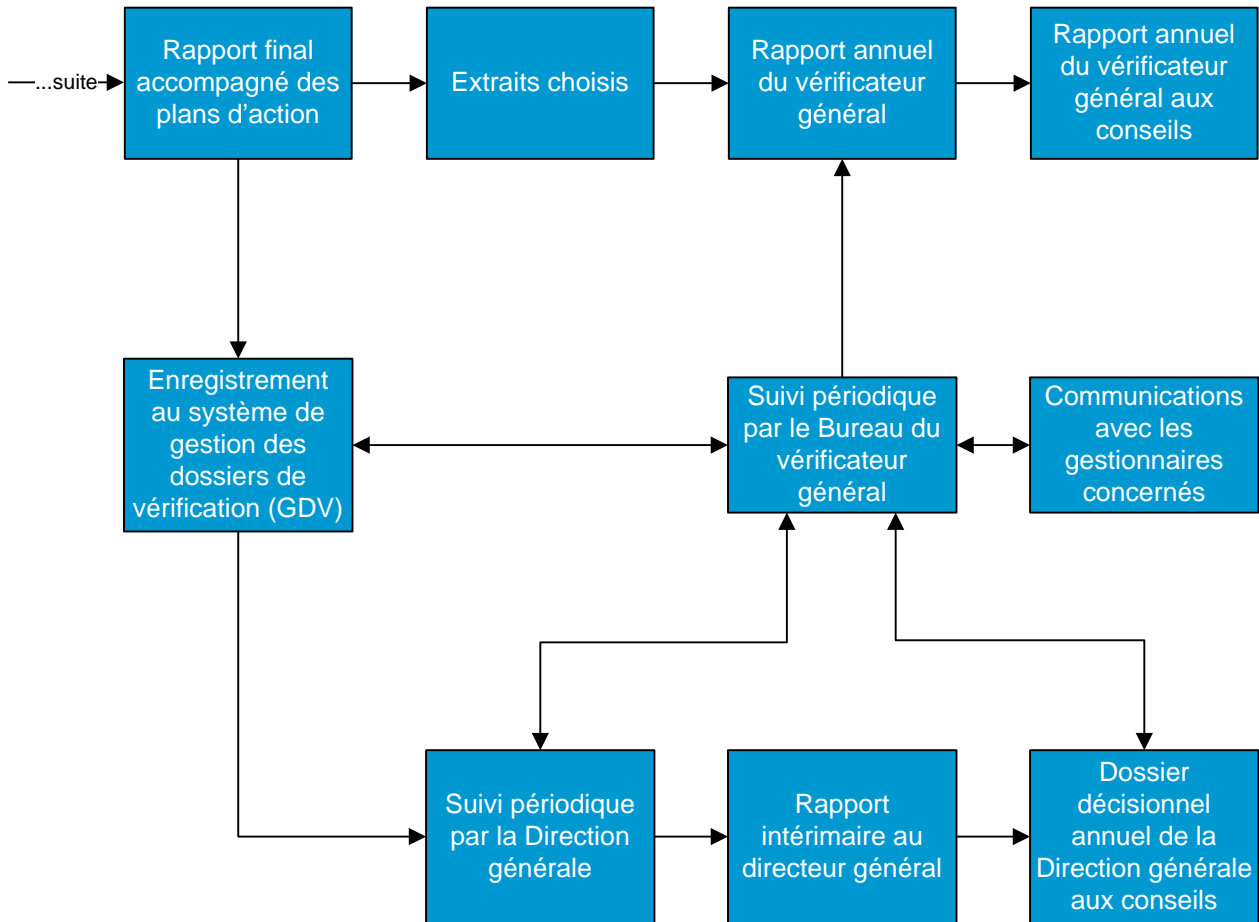 ...suite
Rapport final
accompagné des
plans d'action
Extraits choisis
Rapport annuel
du vérificateur
général
Rapport annuel
du vérificateur
général aux
conseils
Enregistrement
au système de
gestion des
dossiers de
vérification (GDV)
Suivi périodique
par le Bureau du
vérificateur
général
Communications
avec les
gestionnaires
concernés
Suivi périodique
par la Direction
générale
Rapport
intérimaire au
directeur général
Dossier
décisionnel
annuel de la
Direction générale
aux conseils